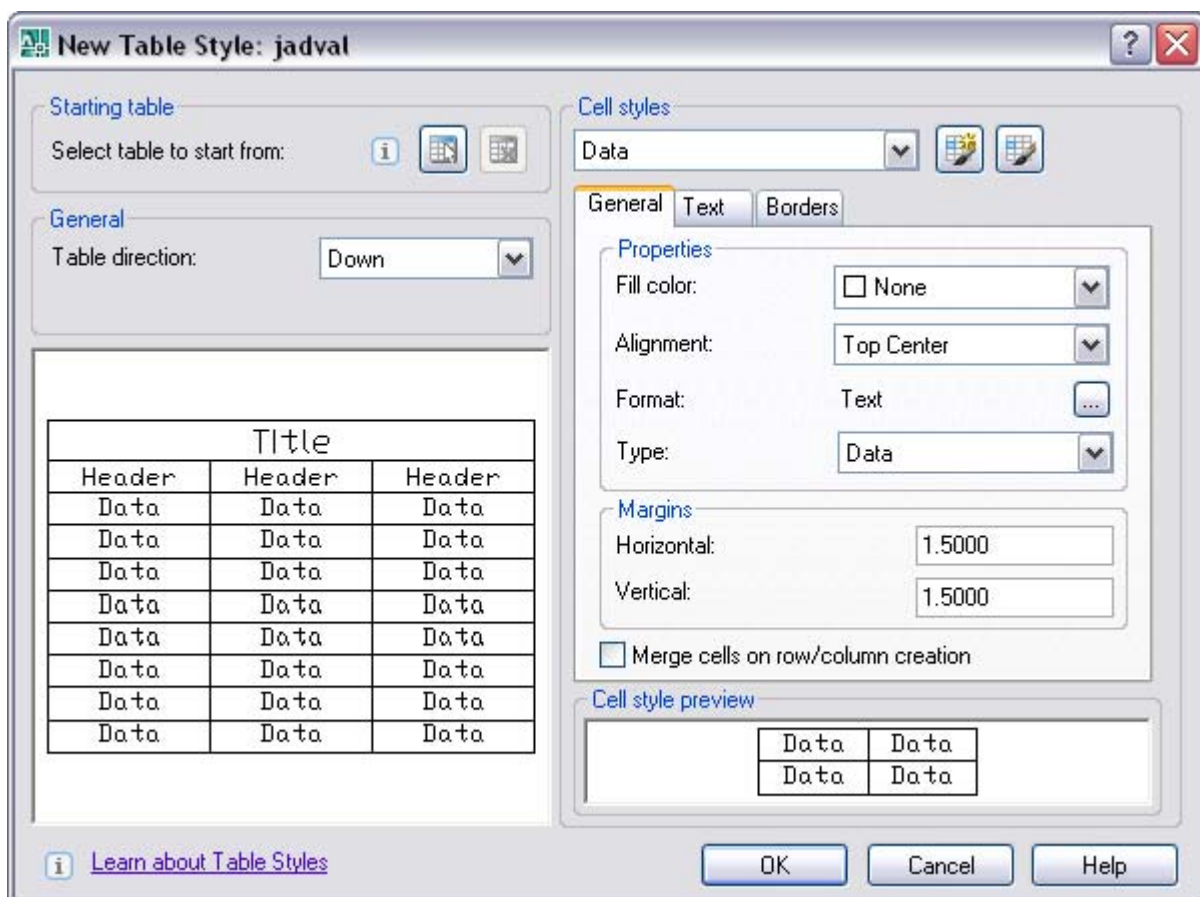 New Table Style: jadval
Starting table
Select table to start from:
General
Table direction: Down
Title
Header Header Header
Data Data Data
Data Data Data
Data Data Data
Data Data Data
Data Data Data
Data Data Data
Data Data Data
Data Data Data
Learn about Table Styles
Cell styles
Data
General Text Borders
Properties
Fill color: None
Alignment: Top Center
Format: Text ...
Type: Data
Margins
Horizontal: 1.5000
Vertical: 1.5000
Merge cells on row/column creation
Cell style preview
Data Data
Data Data
OK Cancel Help